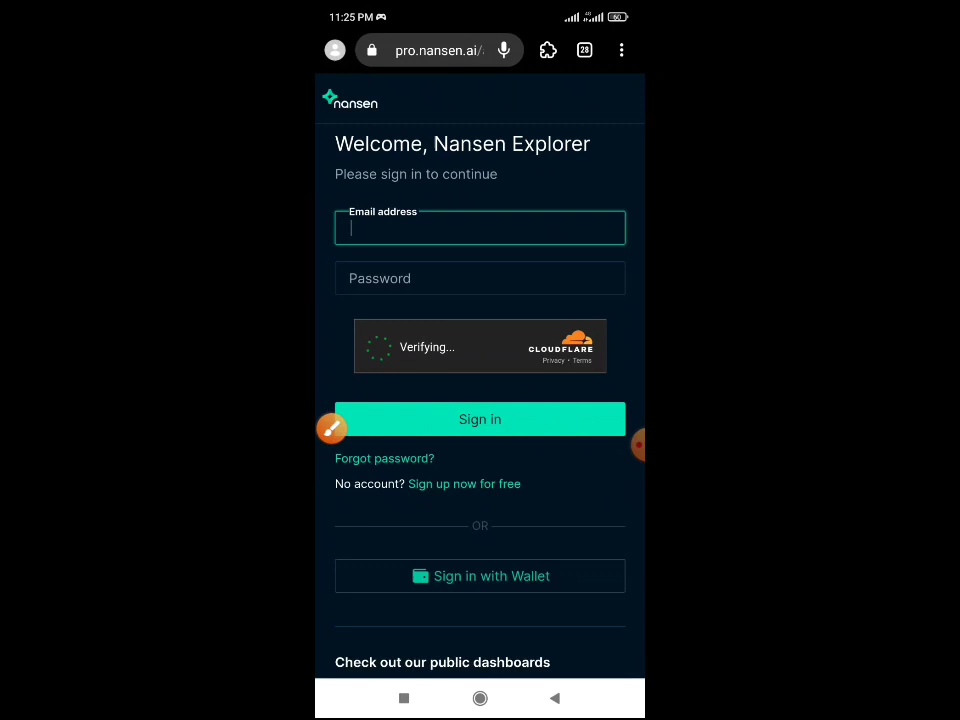 11:25 PM
4G
60
pro.nansen.ai/
28
nansen
Welcome, Nansen Explorer
Please sign in to continue
Email address
Password
Verifying...
CLOUDFLARE
Privacy • Terms
Sign in
Forgot password?
No account? Sign up now for free
OR
Sign in with Wallet
Check out our public dashboards